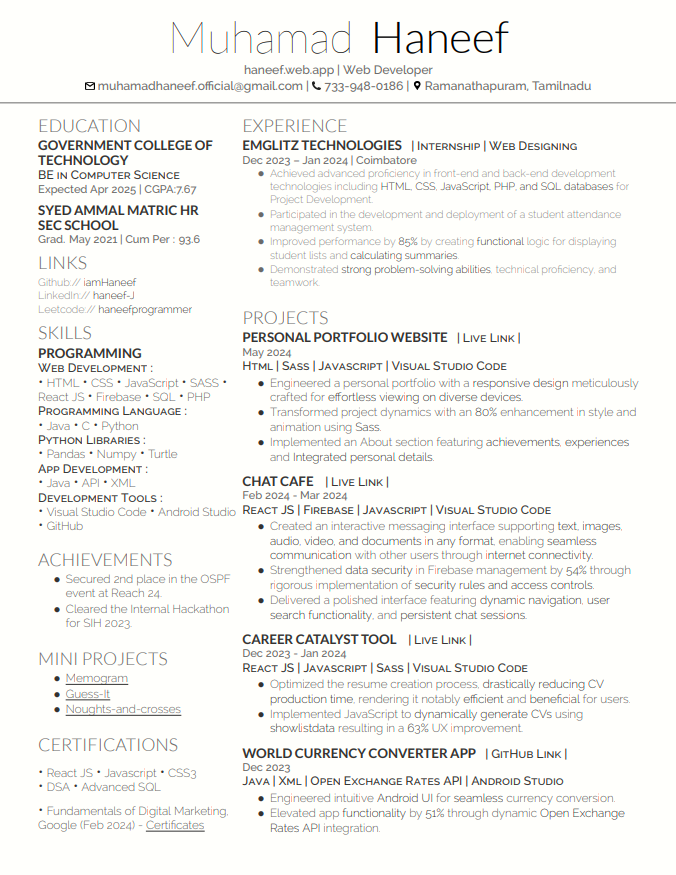 Muhamad Haneef
haneef.web.app | Web Developer
muhamadhaneef.official@gmail.com | 733-948-0186 | Ramanathapuram, Tamilnadu
EDUCATION
GOVERNMENT COLLEGE OF
TECHNOLOGY
BE in Computer Science
Expected Apr 2025 | CGPA:7.67
SYED AMMAL MATRIC HR
SEC SCHOOL
Grad. May 2021 | Cum Per : 93.6
LINKS
Github:// iamHaneef
LinkedIn:// haneef-J
Leetcode:// haneefprogrammer
SKILLS
PROGRAMMING
Web Development :
• HTML • CSS • JavaScript • SASS •
React JS • Firebase • SQL • PHP
Programming Language :
• Java • C • Python
Python Libraries :
• Pandas • Numpy • Turtle
App Development :
• Java • API • XML
Development Tools :
• Visual Studio Code • Android Studio
• GitHub
ACHIEVEMENTS
• Secured 2nd place in the OSPF
event at Reach 24.
• Cleared the Internal Hackathon
for SIH 2023.
MINI PROJECTS
• Memogram
• Guess-It
• Noughts-and-crosses
CERTIFICATIONS
• React JS • Javascript • CSS3
• DSA • Advanced SQL
• Fundamentals of Digital Marketing,
Google (Feb 2024) - Certificates
EXPERIENCE
EMGLITZ TECHNOLOGIES | Internship | Web Designing
Dec 2023 – Jan 2024 | Coimbatore
• Achieved advanced proficiency in front-end and back-end development
technologies including HTML, CSS, JavaScript, PHP, and SQL databases for
Project Development.
• Participated in the development and deployment of a student attendance
management system.
• Improved performance by 85% by creating functional logic for displaying
student lists and calculating summaries.
• Demonstrated strong problem-solving abilities, technical proficiency, and
teamwork.
PROJECTS
PERSONAL PORTFOLIO WEBSITE | Live Link |
May 2024
Html | Sass | Javascript | Visual Studio Code
• Engineered a personal portfolio with a responsive design meticulously
crafted for effortless viewing on diverse devices.
• Transformed project dynamics with an 80% enhancement in style and
animation using Sass.
• Implemented an About section featuring achievements, experiences
and Integrated personal details.
CHAT CAFE | Live Link |
Feb 2024 - Mar 2024
React JS | Firebase | Javascript | Visual Studio Code
• Created an interactive messaging interface supporting text, images,
audio, video, and documents in any format, enabling seamless
communication with other users through internet connectivity.
• Strengthened data security in Firebase management by 54% through
rigorous implementation of security rules and access controls.
• Delivered a polished interface featuring dynamic navigation, user
search functionality, and persistent chat sessions.
CAREER CATALYST TOOL | Live Link |
Dec 2023 - Jan 2024
React JS | Javascript | Sass | Visual Studio Code
• Optimized the resume creation process, drastically reducing CV
production time, rendering it notably efficient and beneficial for users.
• Implemented JavaScript to dynamically generate CVs using
showlistdata resulting in a 63% UX improvement.
WORLD CURRENCY CONVERTER APP | GitHub Link |
Dec 2023
Java | Xml | Open Exchange Rates API | Android Studio
• Engineered intuitive Android UI for seamless currency conversion.
• Elevated app functionality by 51% through dynamic Open Exchange
Rates API integration.